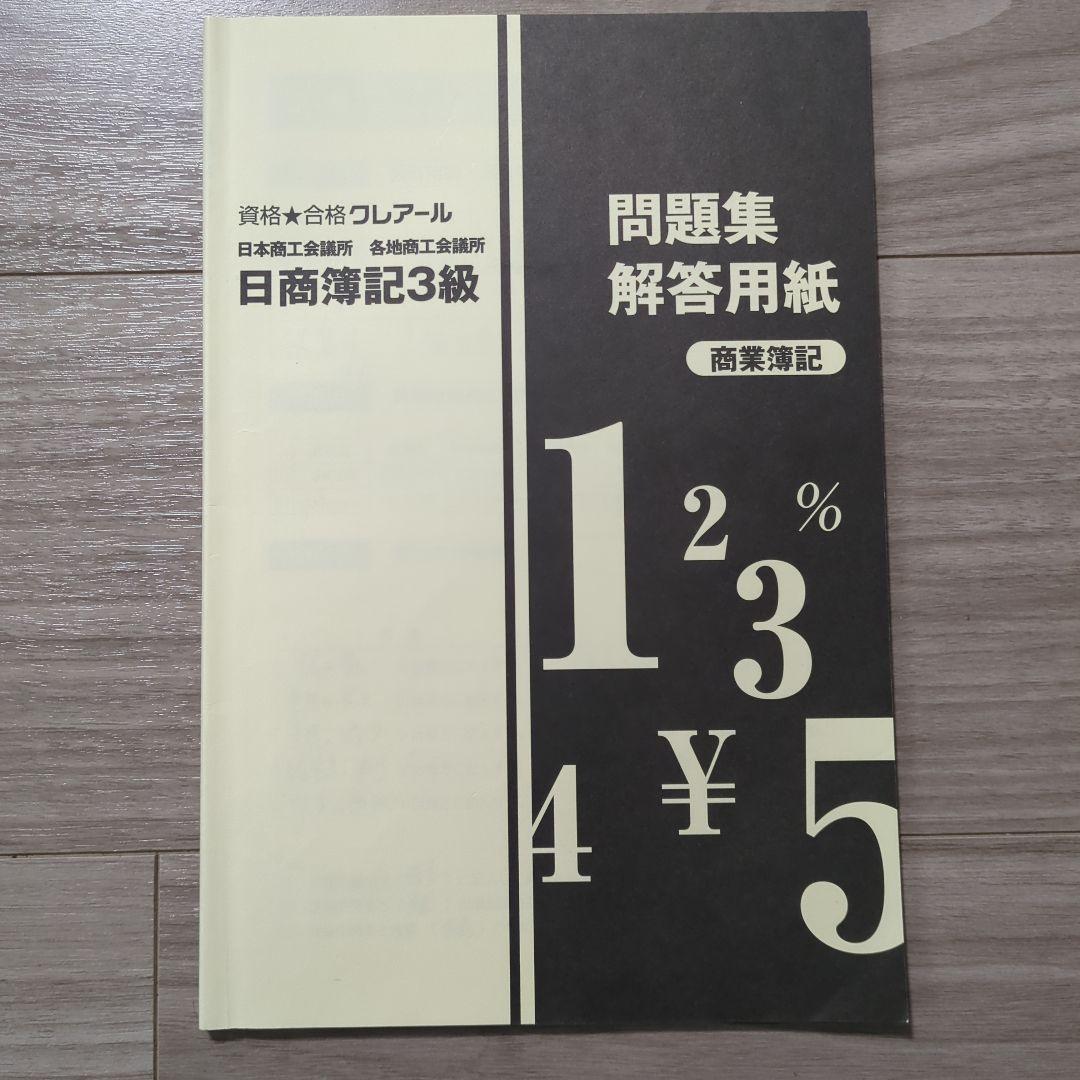 資格★合格クレアール
日本商工会議所 各地商工会議所
日商簿記3級
問題集
解答用紙
商業簿記
1
2
%
3
¥
4
5